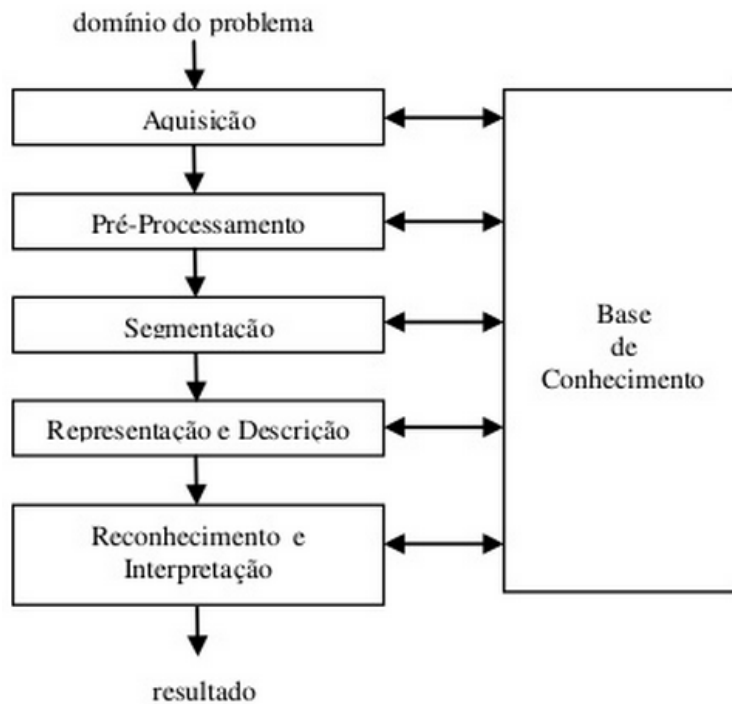 domínio do problema
Aquisição
Pré-Processamento
Segmentação
Representação e Descrição
Reconhecimento e
Interpretação
resultado
Base
de
Conhecimento